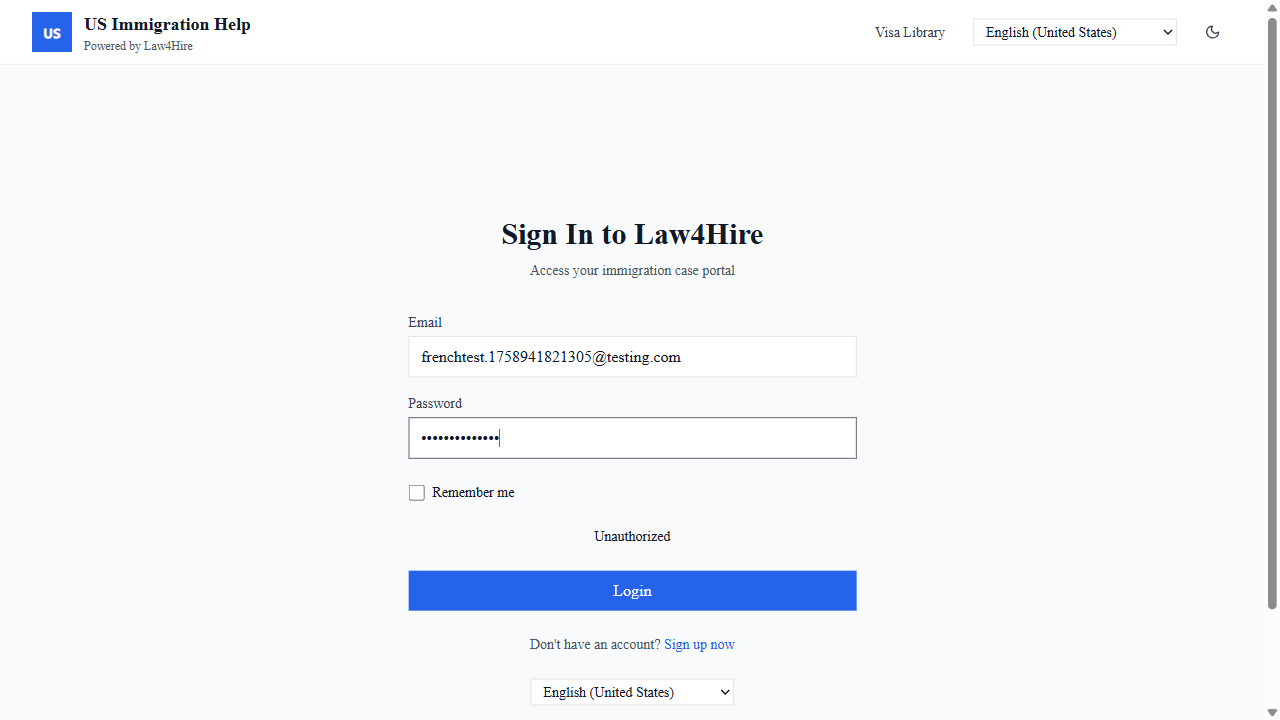 US
US Immigration Help
Powered by Law4Hire
Visa Library
English (United States)
Sign In to Law4Hire
Access your immigration case portal
Email
frenchtest.1758941821305@testing.com
Password
••••••••••••••
Remember me
Unauthorized
Login
Don't have an account? Sign up now
English (United States)